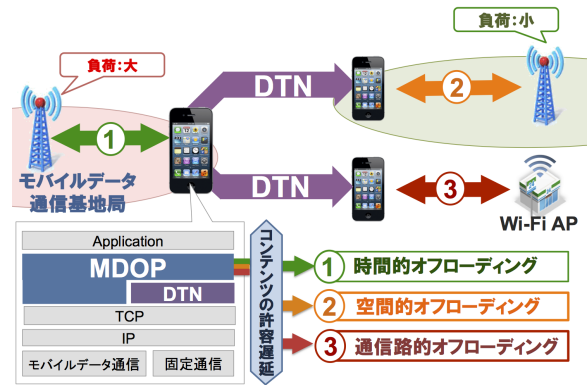 負荷:大
負荷:小
DTN
②
①
DTN
③
モバイルデータ
通信基地局
Wi-Fi AP
Application
MDOP
DTN
TCP
IP
モバイルデータ通信
固定通信
コンテンツの許容遅延
① 時間的オフローディング
② 空間的オフローディング
③ 通信路的オフローディング